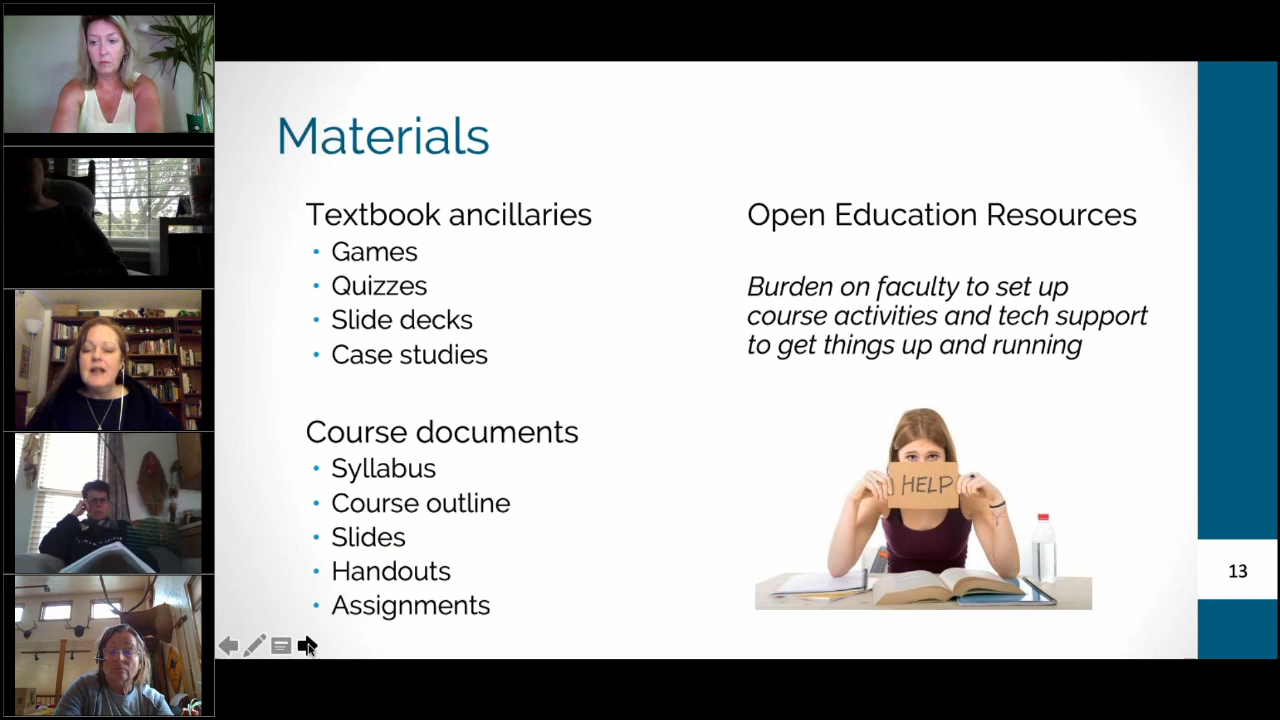 Materials
Textbook ancillaries
• Games
• Quizzes
• Slide decks
• Case studies
Course documents
• Syllabus
• Course outline
• Slides
• Handouts
• Assignments
Open Education Resources
Burden on faculty to set up
course activities and tech support
to get things up and running
HELP
13